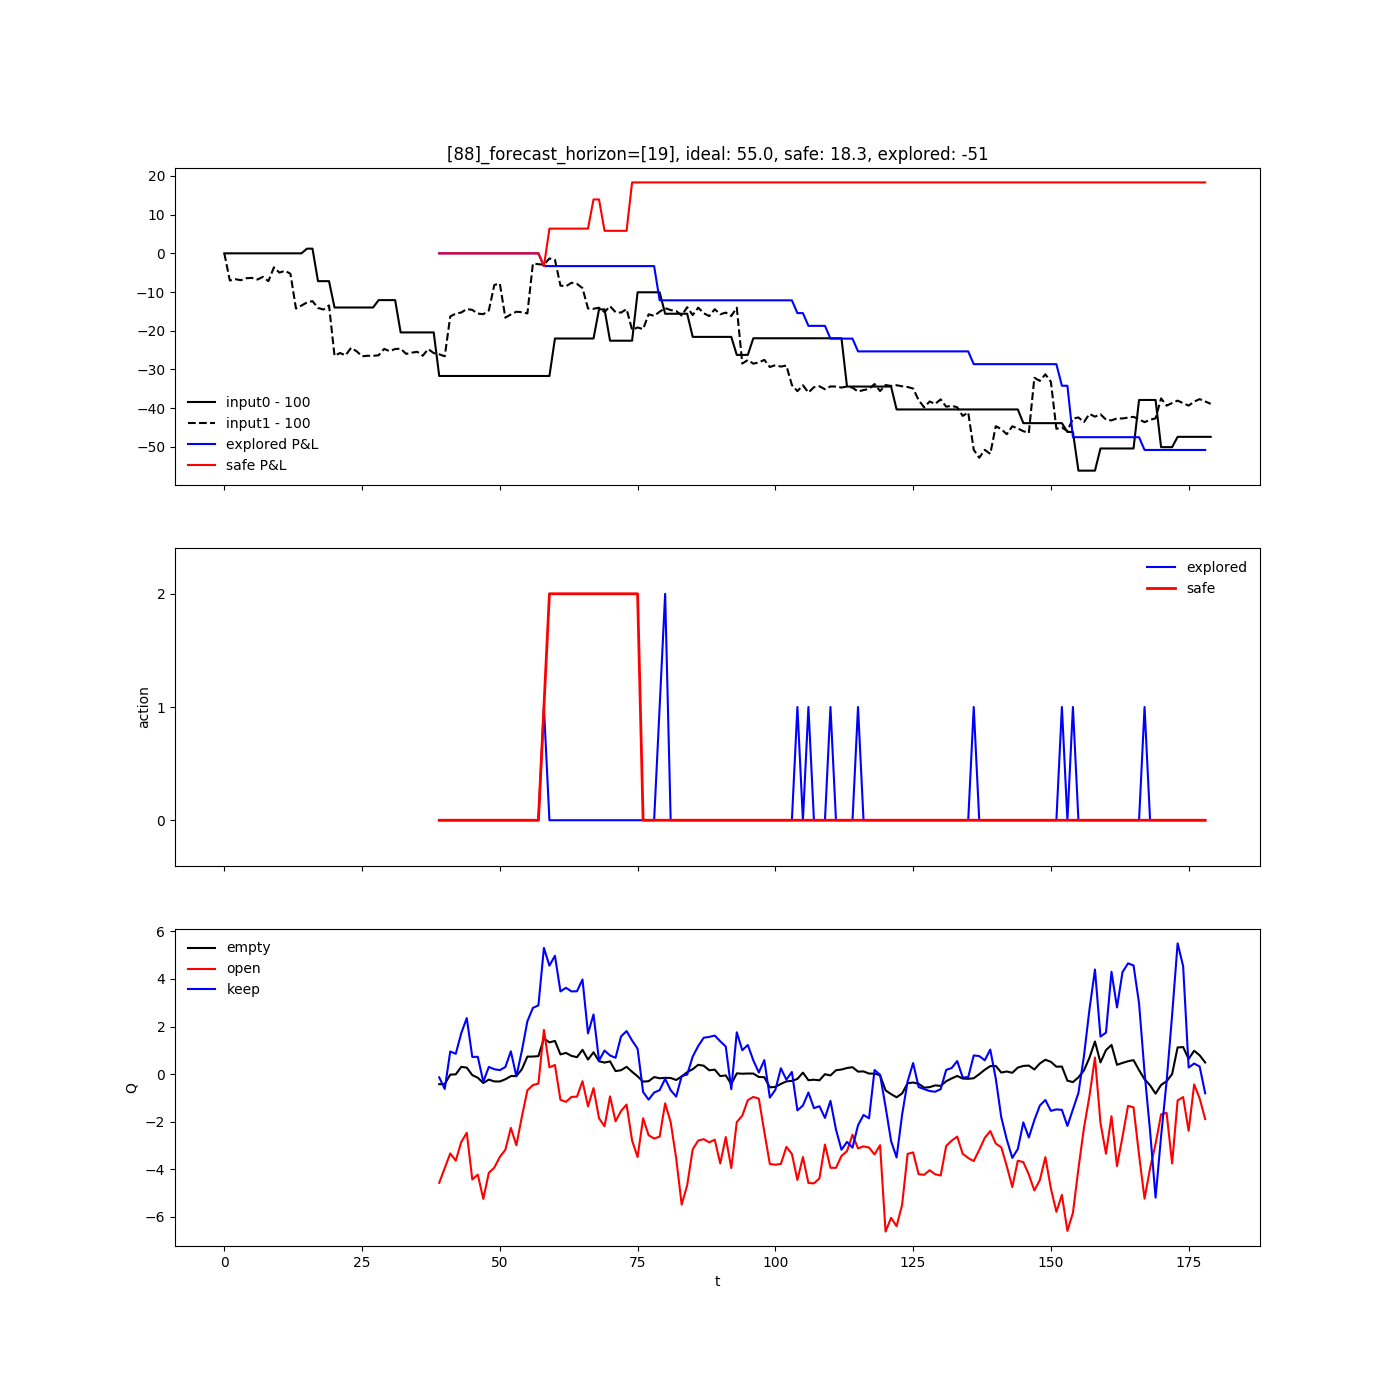 [88]_forecast_horizon=[19], ideal: 55.0, safe: 18.3, explored: -51
20
10
0
−10
−20
−30
−40
−50
input0 - 100
input1 - 100
explored P&L
safe P&L
action
2
1
0
explored
safe
Q
6
4
2
0
−2
−4
−6
empty
open
keep
0 25 50 75 100 125 150 175
t